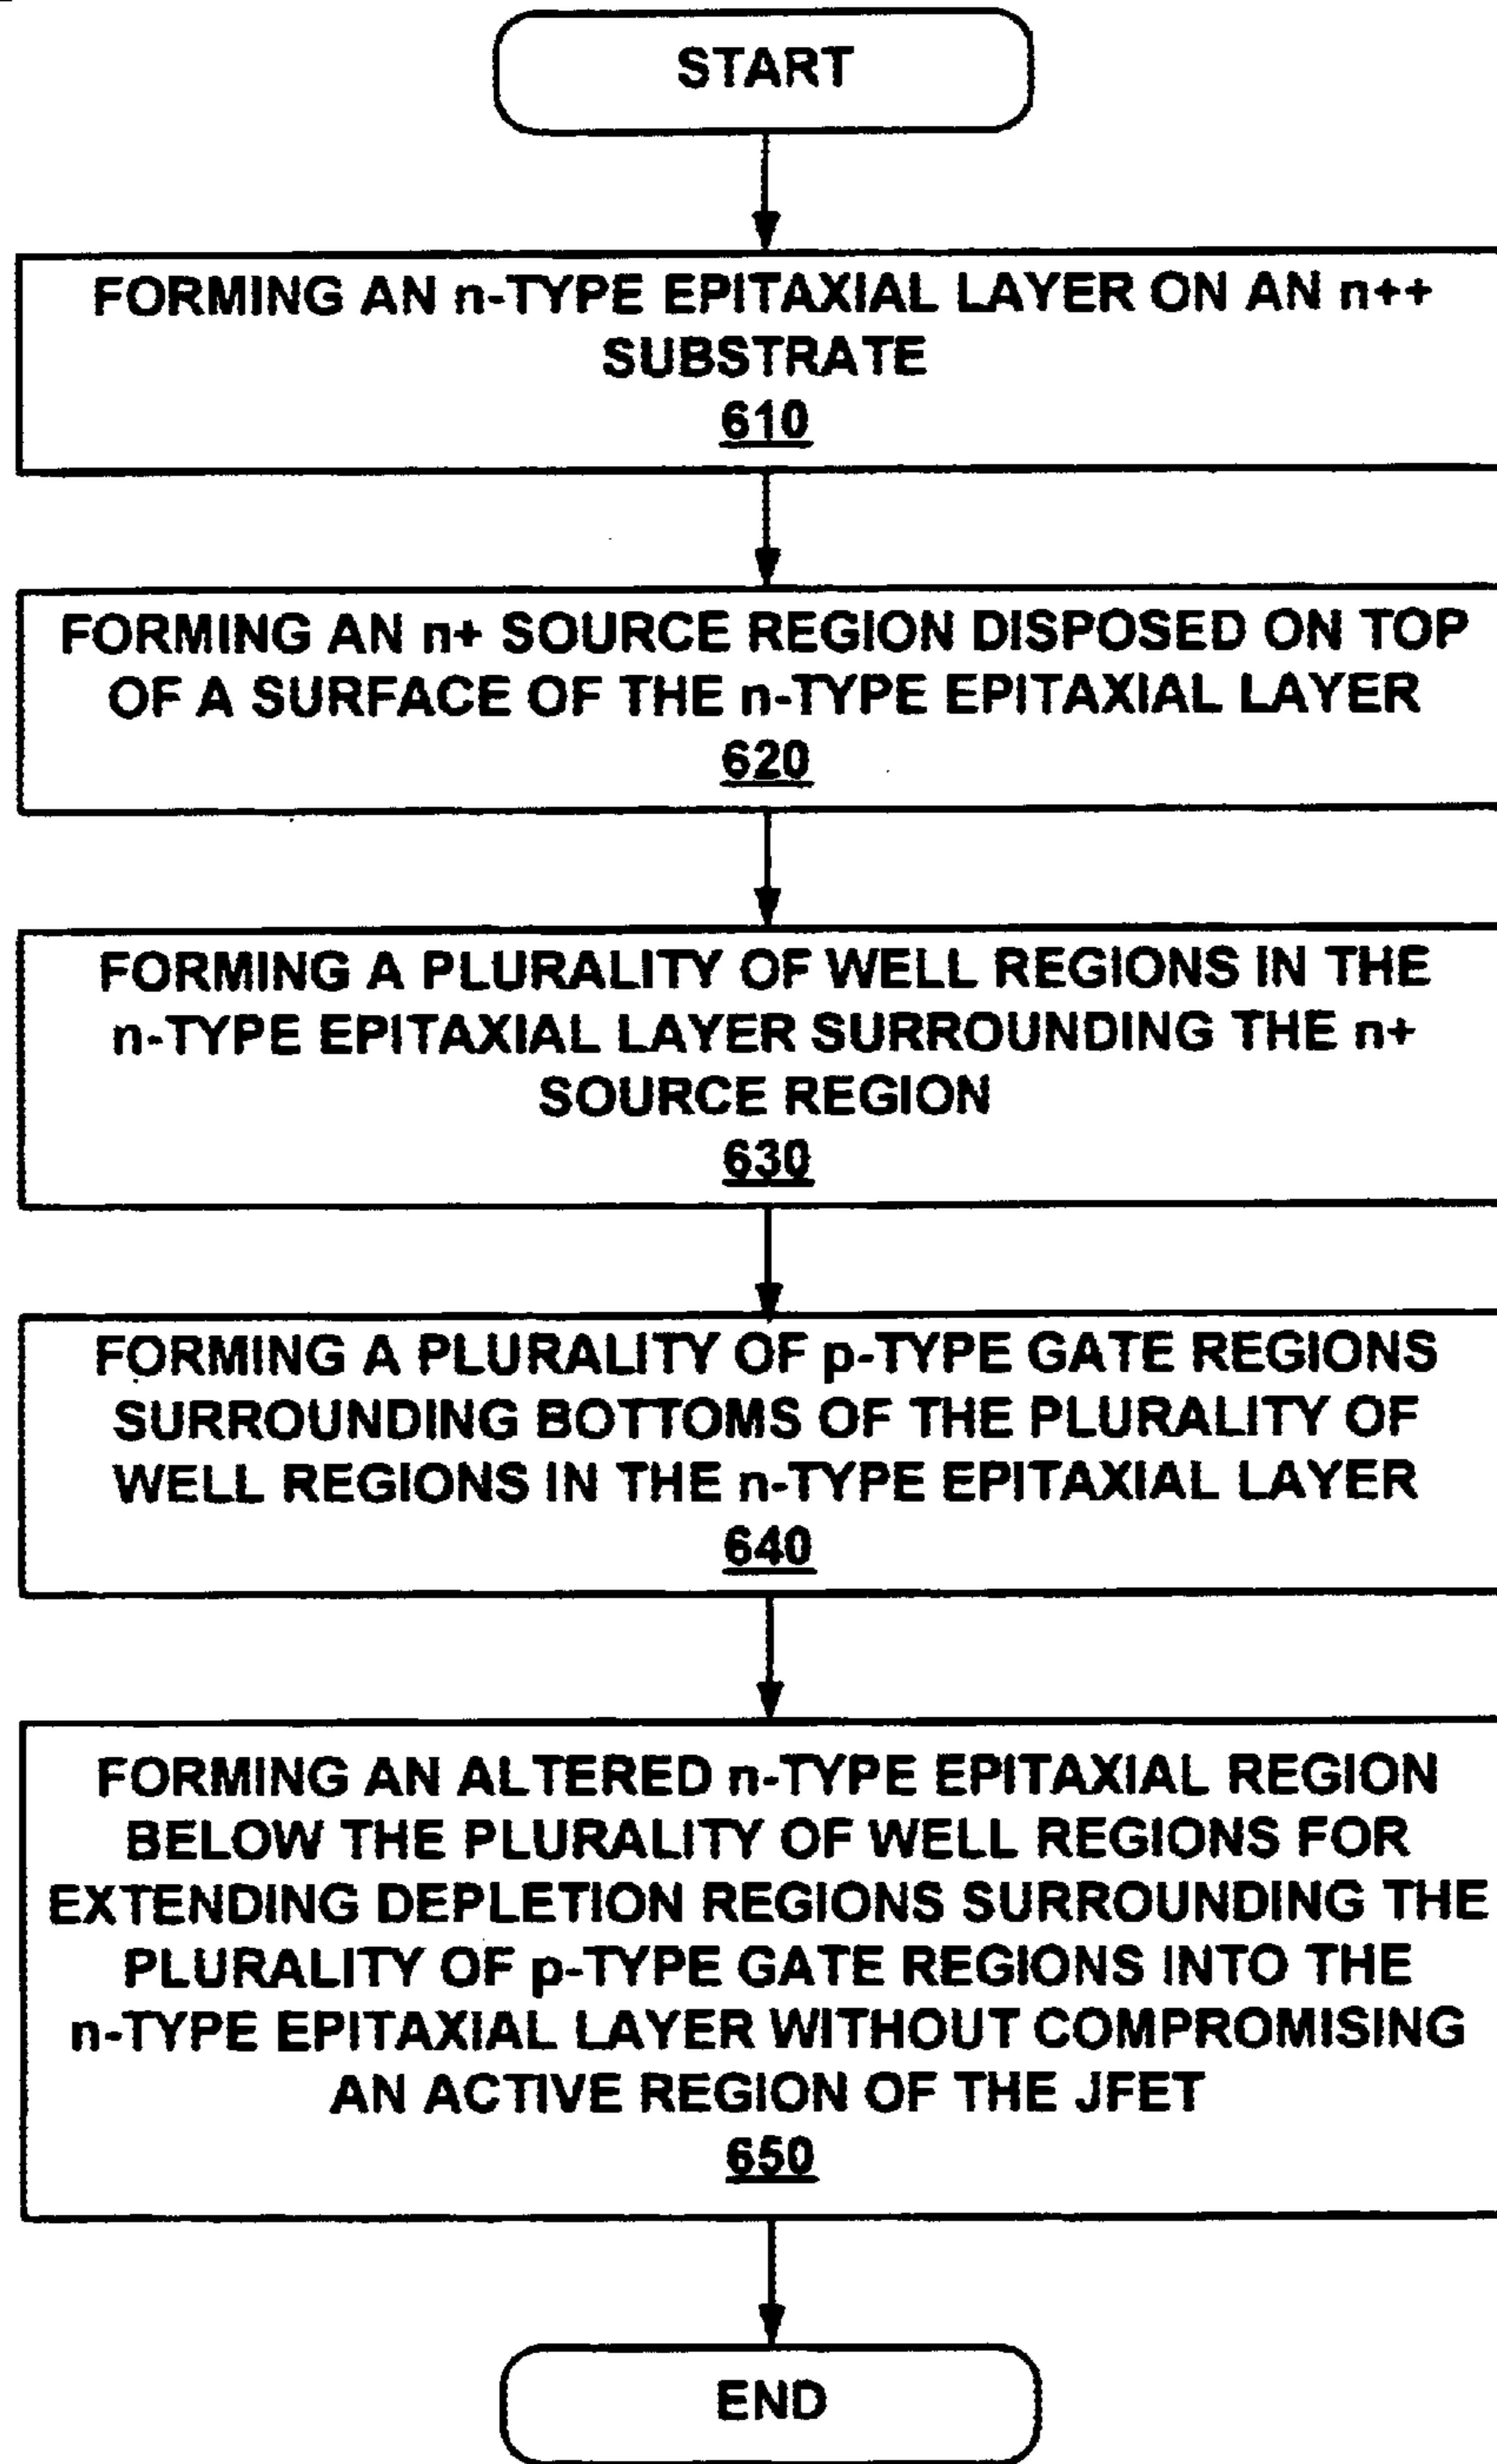 START
FORMING AN n-TYPE EPITAXIAL LAYER ON AN n++
SUBSTRATE
610
FORMING AN n+ SOURCE REGION DISPOSED ON TOP
OF A SURFACE OF THE n-TYPE EPITAXIAL LAYER
620
FORMING A PLURALITY OF WELL REGIONS IN THE
n-TYPE EPITAXIAL LAYER SURROUNDING THE n+
SOURCE REGION
630
FORMING A PLURALITY OF p-TYPE GATE REGIONS
SURROUNDING BOTTOMS OF THE PLURALITY OF
WELL REGIONS IN THE n-TYPE EPITAXIAL LAYER
640
FORMING AN ALTERED n-TYPE EPITAXIAL REGION
BELOW THE PLURALITY OF WELL REGIONS FOR
EXTENDING DEPLETION REGIONS SURROUNDING THE
PLURALITY OF p-TYPE GATE REGIONS INTO THE
n-TYPE EPITAXIAL LAYER WITHOUT COMPROMISING
AN ACTIVE REGION OF THE JFET
650
END